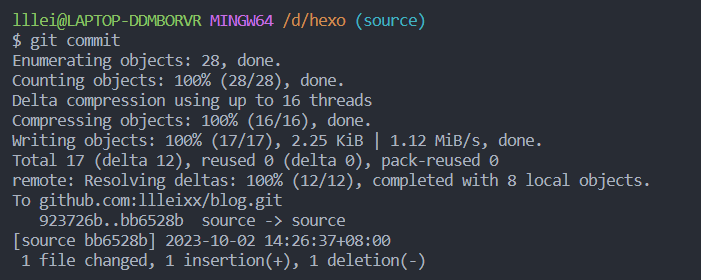 lllei@LAPTOP-DDMBORVR MINGW64 /d/hexo (source)
$ git commit
Enumerating objects: 28, done.
Counting objects: 100% (28/28), done.
Delta compression using up to 16 threads
Compressing objects: 100% (16/16), done.
Writing objects: 100% (17/17), 2.25 KiB | 1.12 MiB/s, done.
Total 17 (delta 12), reused 0 (delta 0), pack-reused 0
remote: Resolving deltas: 100% (12/12), completed with 8 local objects.
To github.com:llleixx/blog.git
   923726b..bb6528b  source -> source
[source bb6528b] 2023-10-02 14:26:37+08:00
 1 file changed, 1 insertion(+), 1 deletion(-)